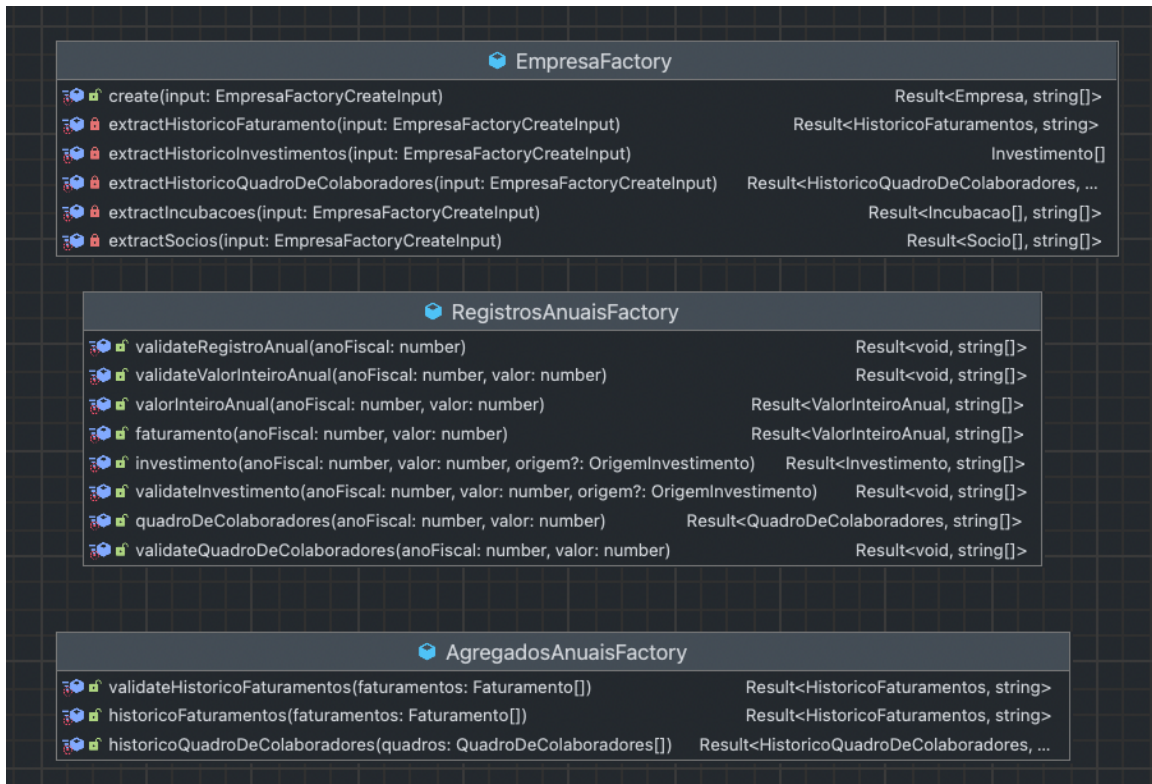 EmpresaFactory
create(input: EmpresaFactoryCreateInput) Result<Empresa, string[]>
extractHistoricoFaturamento(input: EmpresaFactoryCreateInput) Result<HistoricoFaturamentos, string>
extractHistoricoInvestimentos(input: EmpresaFactoryCreateInput) Investimento[]
extractHistoricoQuadroDeColaboradores(input: EmpresaFactoryCreateInput) Result<HistoricoQuadroDeColaboradores, ...
extractIncubacoes(input: EmpresaFactoryCreateInput) Result<Incubacao[], string[]>
extractSocios(input: EmpresaFactoryCreateInput) Result<Socio[], string[]>
RegistrosAnuaisFactory
validateRegistroAnual(anoFiscal: number) Result<void, string[]>
validateValorInteiroAnual(anoFiscal: number, valor: number) Result<void, string[]>
valorInteiroAnual(anoFiscal: number, valor: number) Result<ValorInteiroAnual, string[]>
faturamento(anoFiscal: number, valor: number) Result<ValorInteiroAnual, string[]>
investimento(anoFiscal: number, valor: number, origem?: OrigemInvestimento) Result<Investimento, string[]>
validateInvestimento(anoFiscal: number, valor: number, origem?: OrigemInvestimento) Result<void, string[]>
quadroDeColaboradores(anoFiscal: number, valor: number) Result<QuadroDeColaboradores, string[]>
validateQuadroDeColaboradores(anoFiscal: number, valor: number) Result<void, string[]>
AgregadosAnuaisFactory
validateHistoricoFaturamentos(faturamentos: Faturamento[]) Result<HistoricoFaturamentos, string>
historicoFaturamentos(faturamentos: Faturamento[]) Result<HistoricoFaturamentos, string>
historicoQuadroDeColaboradores(quadros: QuadroDeColaboradores[]) Result<HistoricoQuadroDeColaboradores, ...